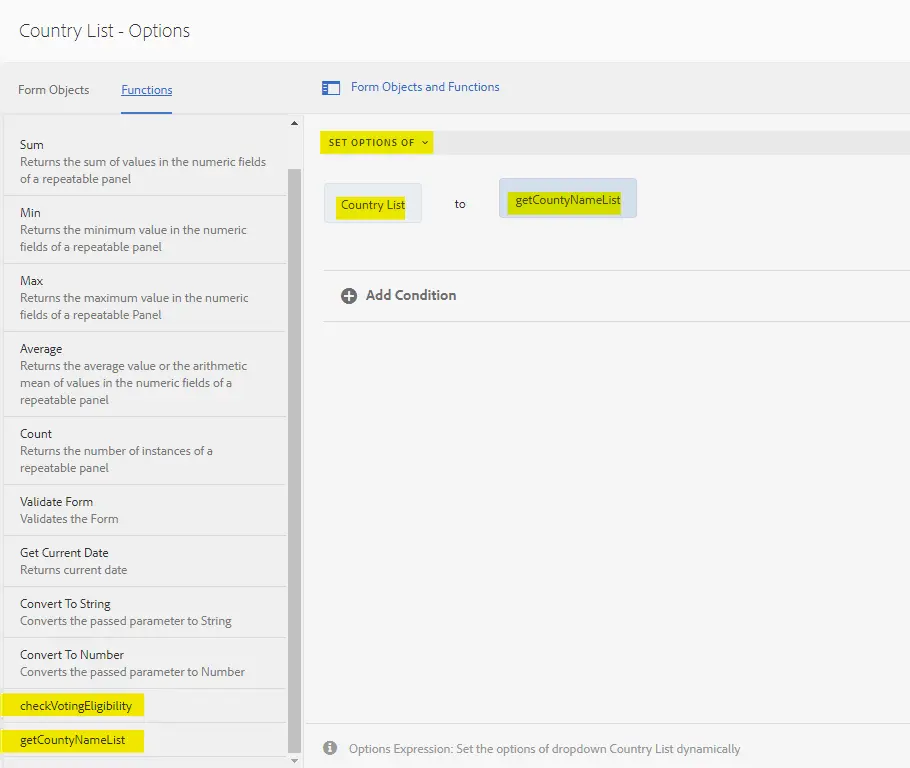 Country List - Options
Form Objects
Functions
Form Objects and Functions
Sum
Returns the sum of values in the numeric fields
of a repeatable panel
Min
Returns the minimum value in the numeric
fields of a repeatable panel
Max
Returns the maximum value in the numeric
fields of a repeatable Panel
Average
Returns the average value or the arithmetic
mean of values in the numeric fields of a
repeatable panel
Count
Returns the number of instances of a
repeatable panel
Validate Form
Validates the Form
Get Current Date
Returns current date
Convert To String
Converts the passed parameter to String
Convert To Number
Converts the passed parameter to Number
checkVotingEligibility
getCountyNameList
SET OPTIONS OF
Country List to getCountyNameList
Add Condition
Options Expression: Set the options of dropdown Country List dynamically